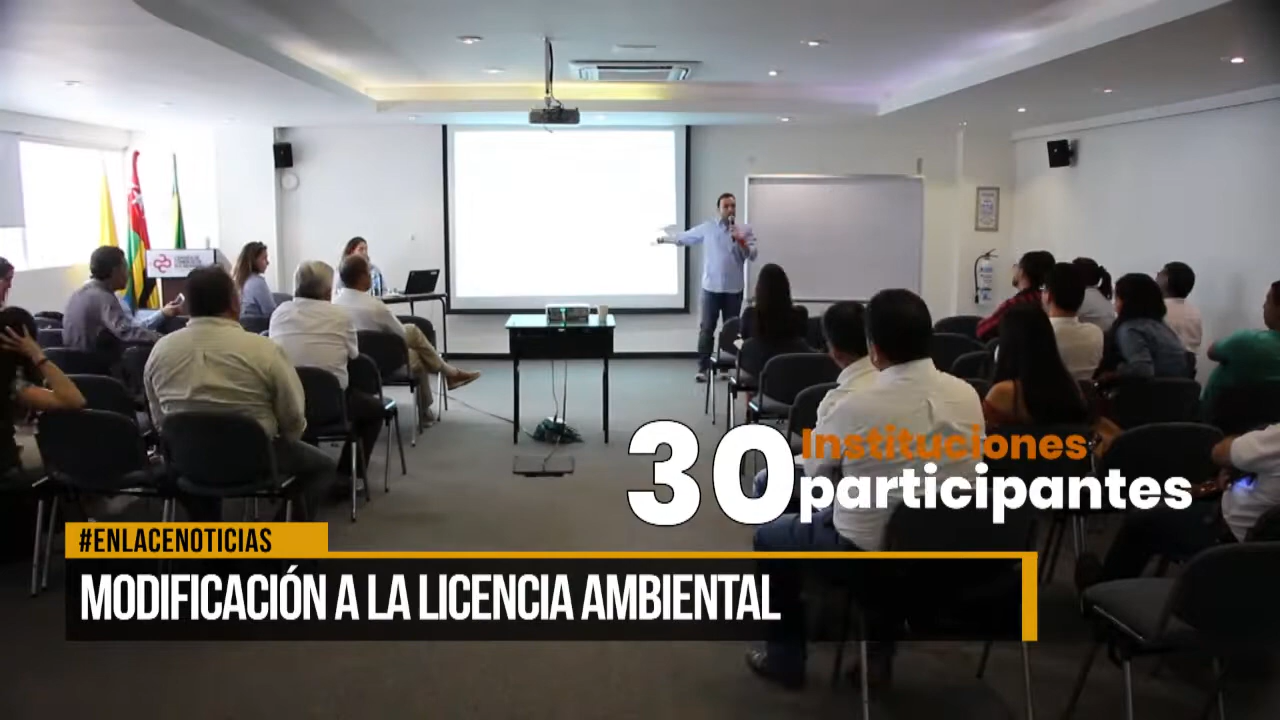 30
Instituciones
participantes
#ENLACENOTICIAS
MODIFICACIÓN A LA LICENCIA AMBIENTAL